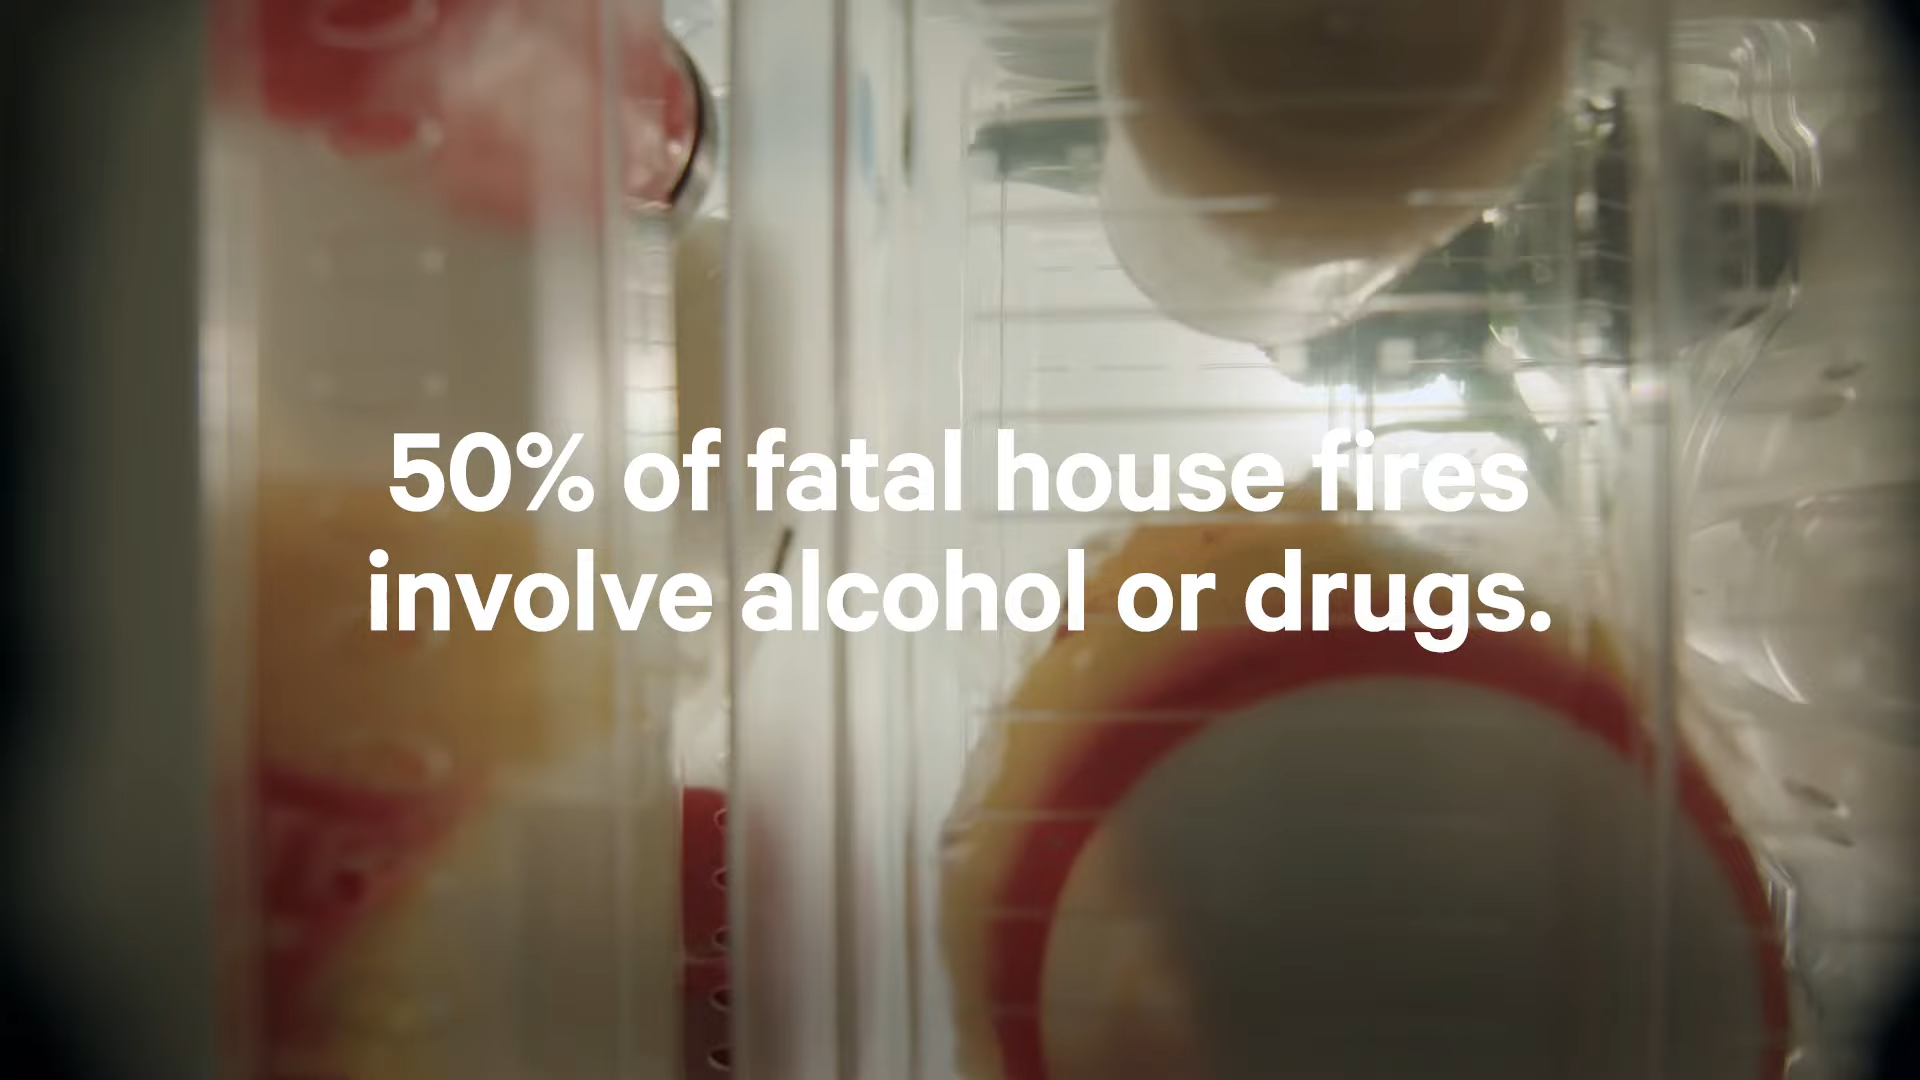 50% of fatal house fires
involve alcohol or drugs.